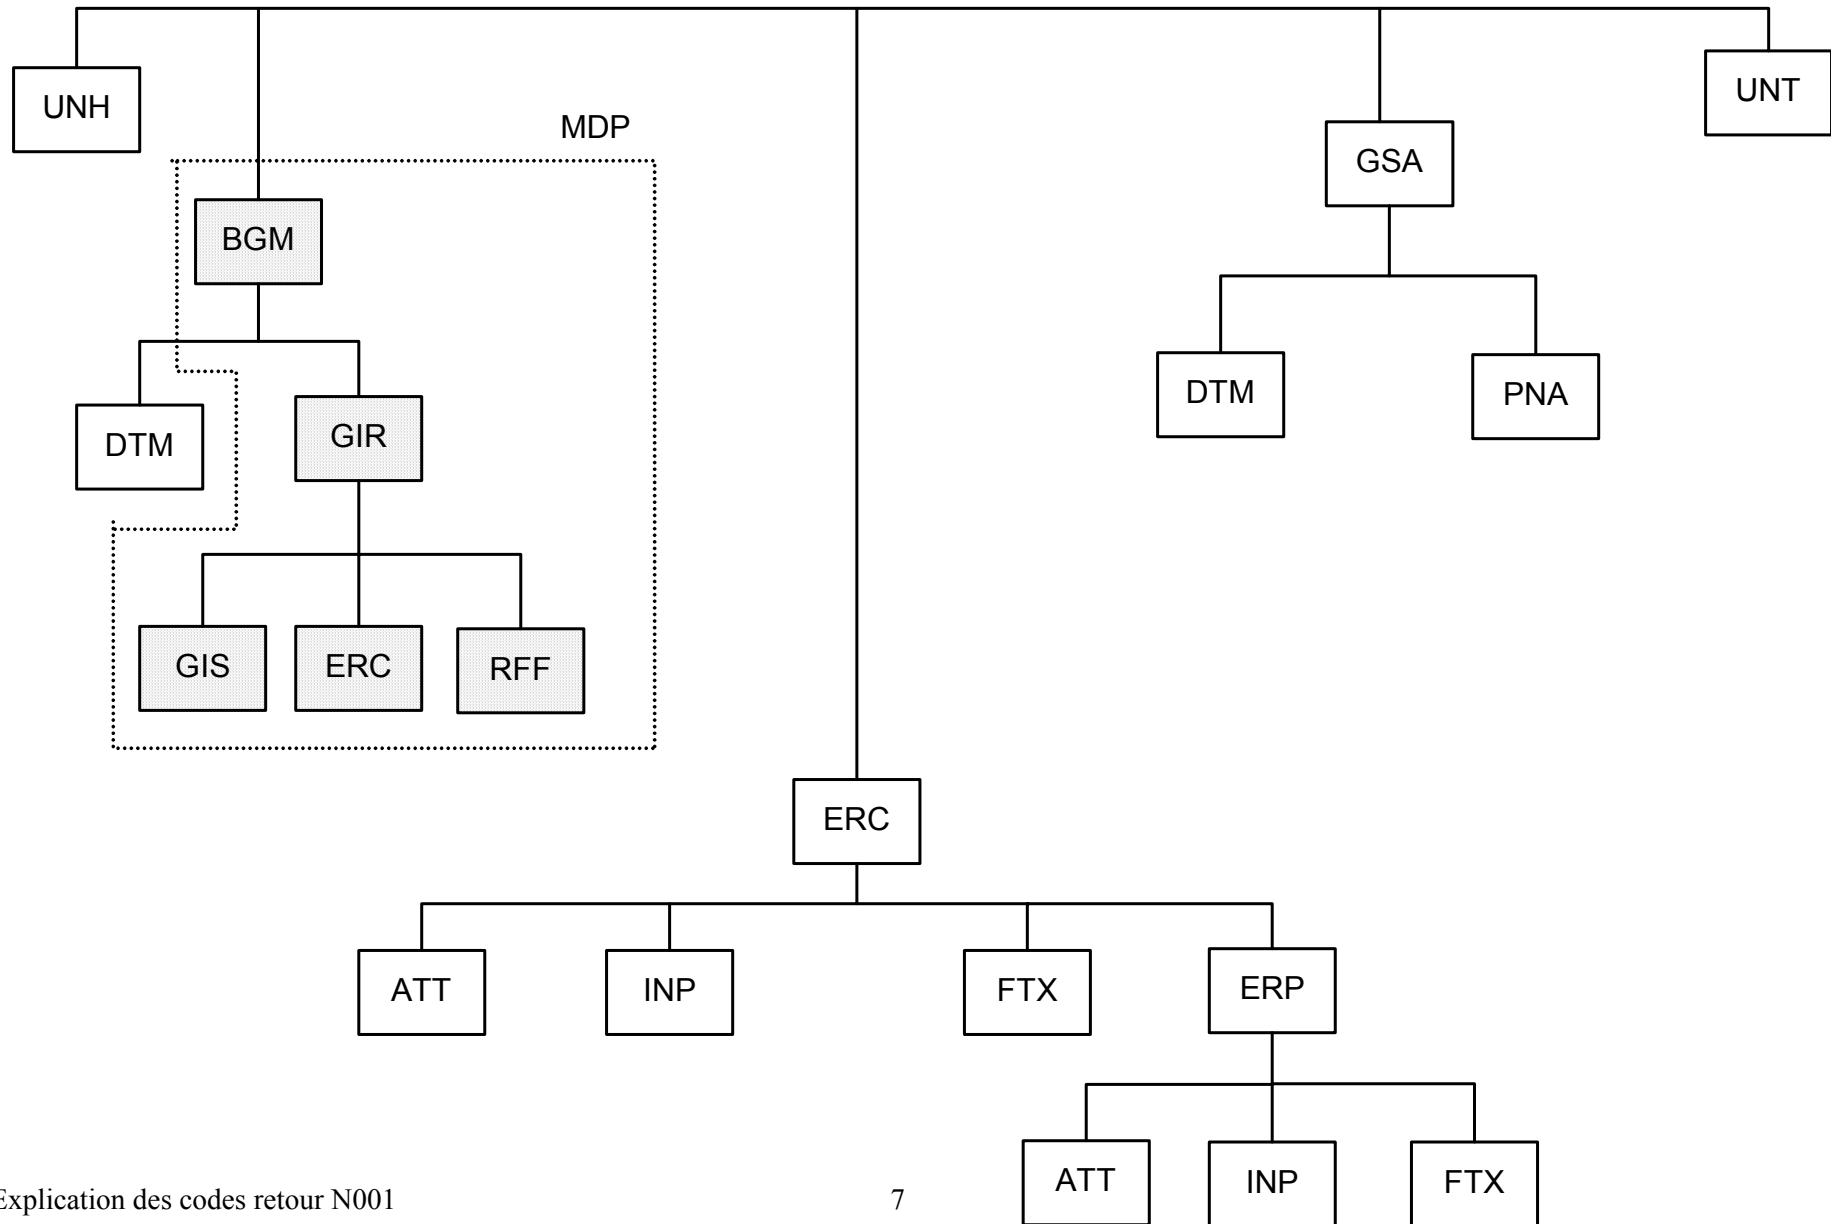 UNH
UNT
MDP
GSA
BGM
DTM
PNA
DTM
GIR
GIS
ERC
RFF
ERC
ATT
INP
FTX
ERP
ATT
INP
FTX
Explication des codes retour N001
7